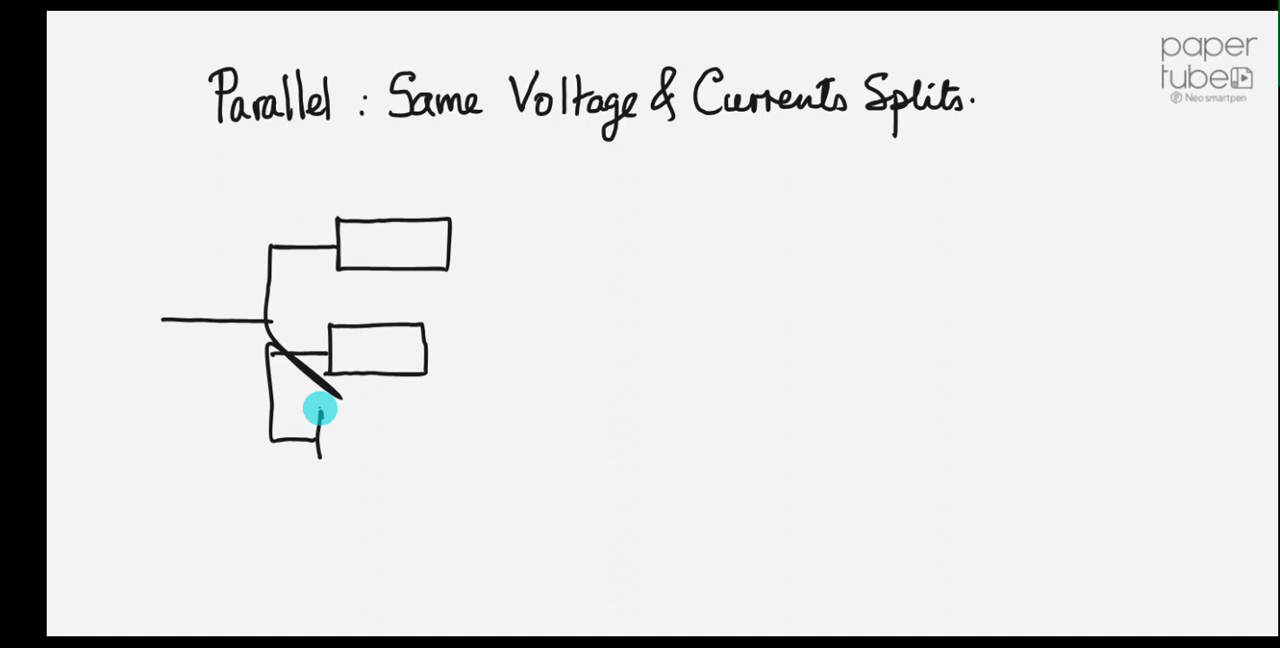 Parallel : Same Voltage & Currents Splits.
paper
tube
Neo smartpen